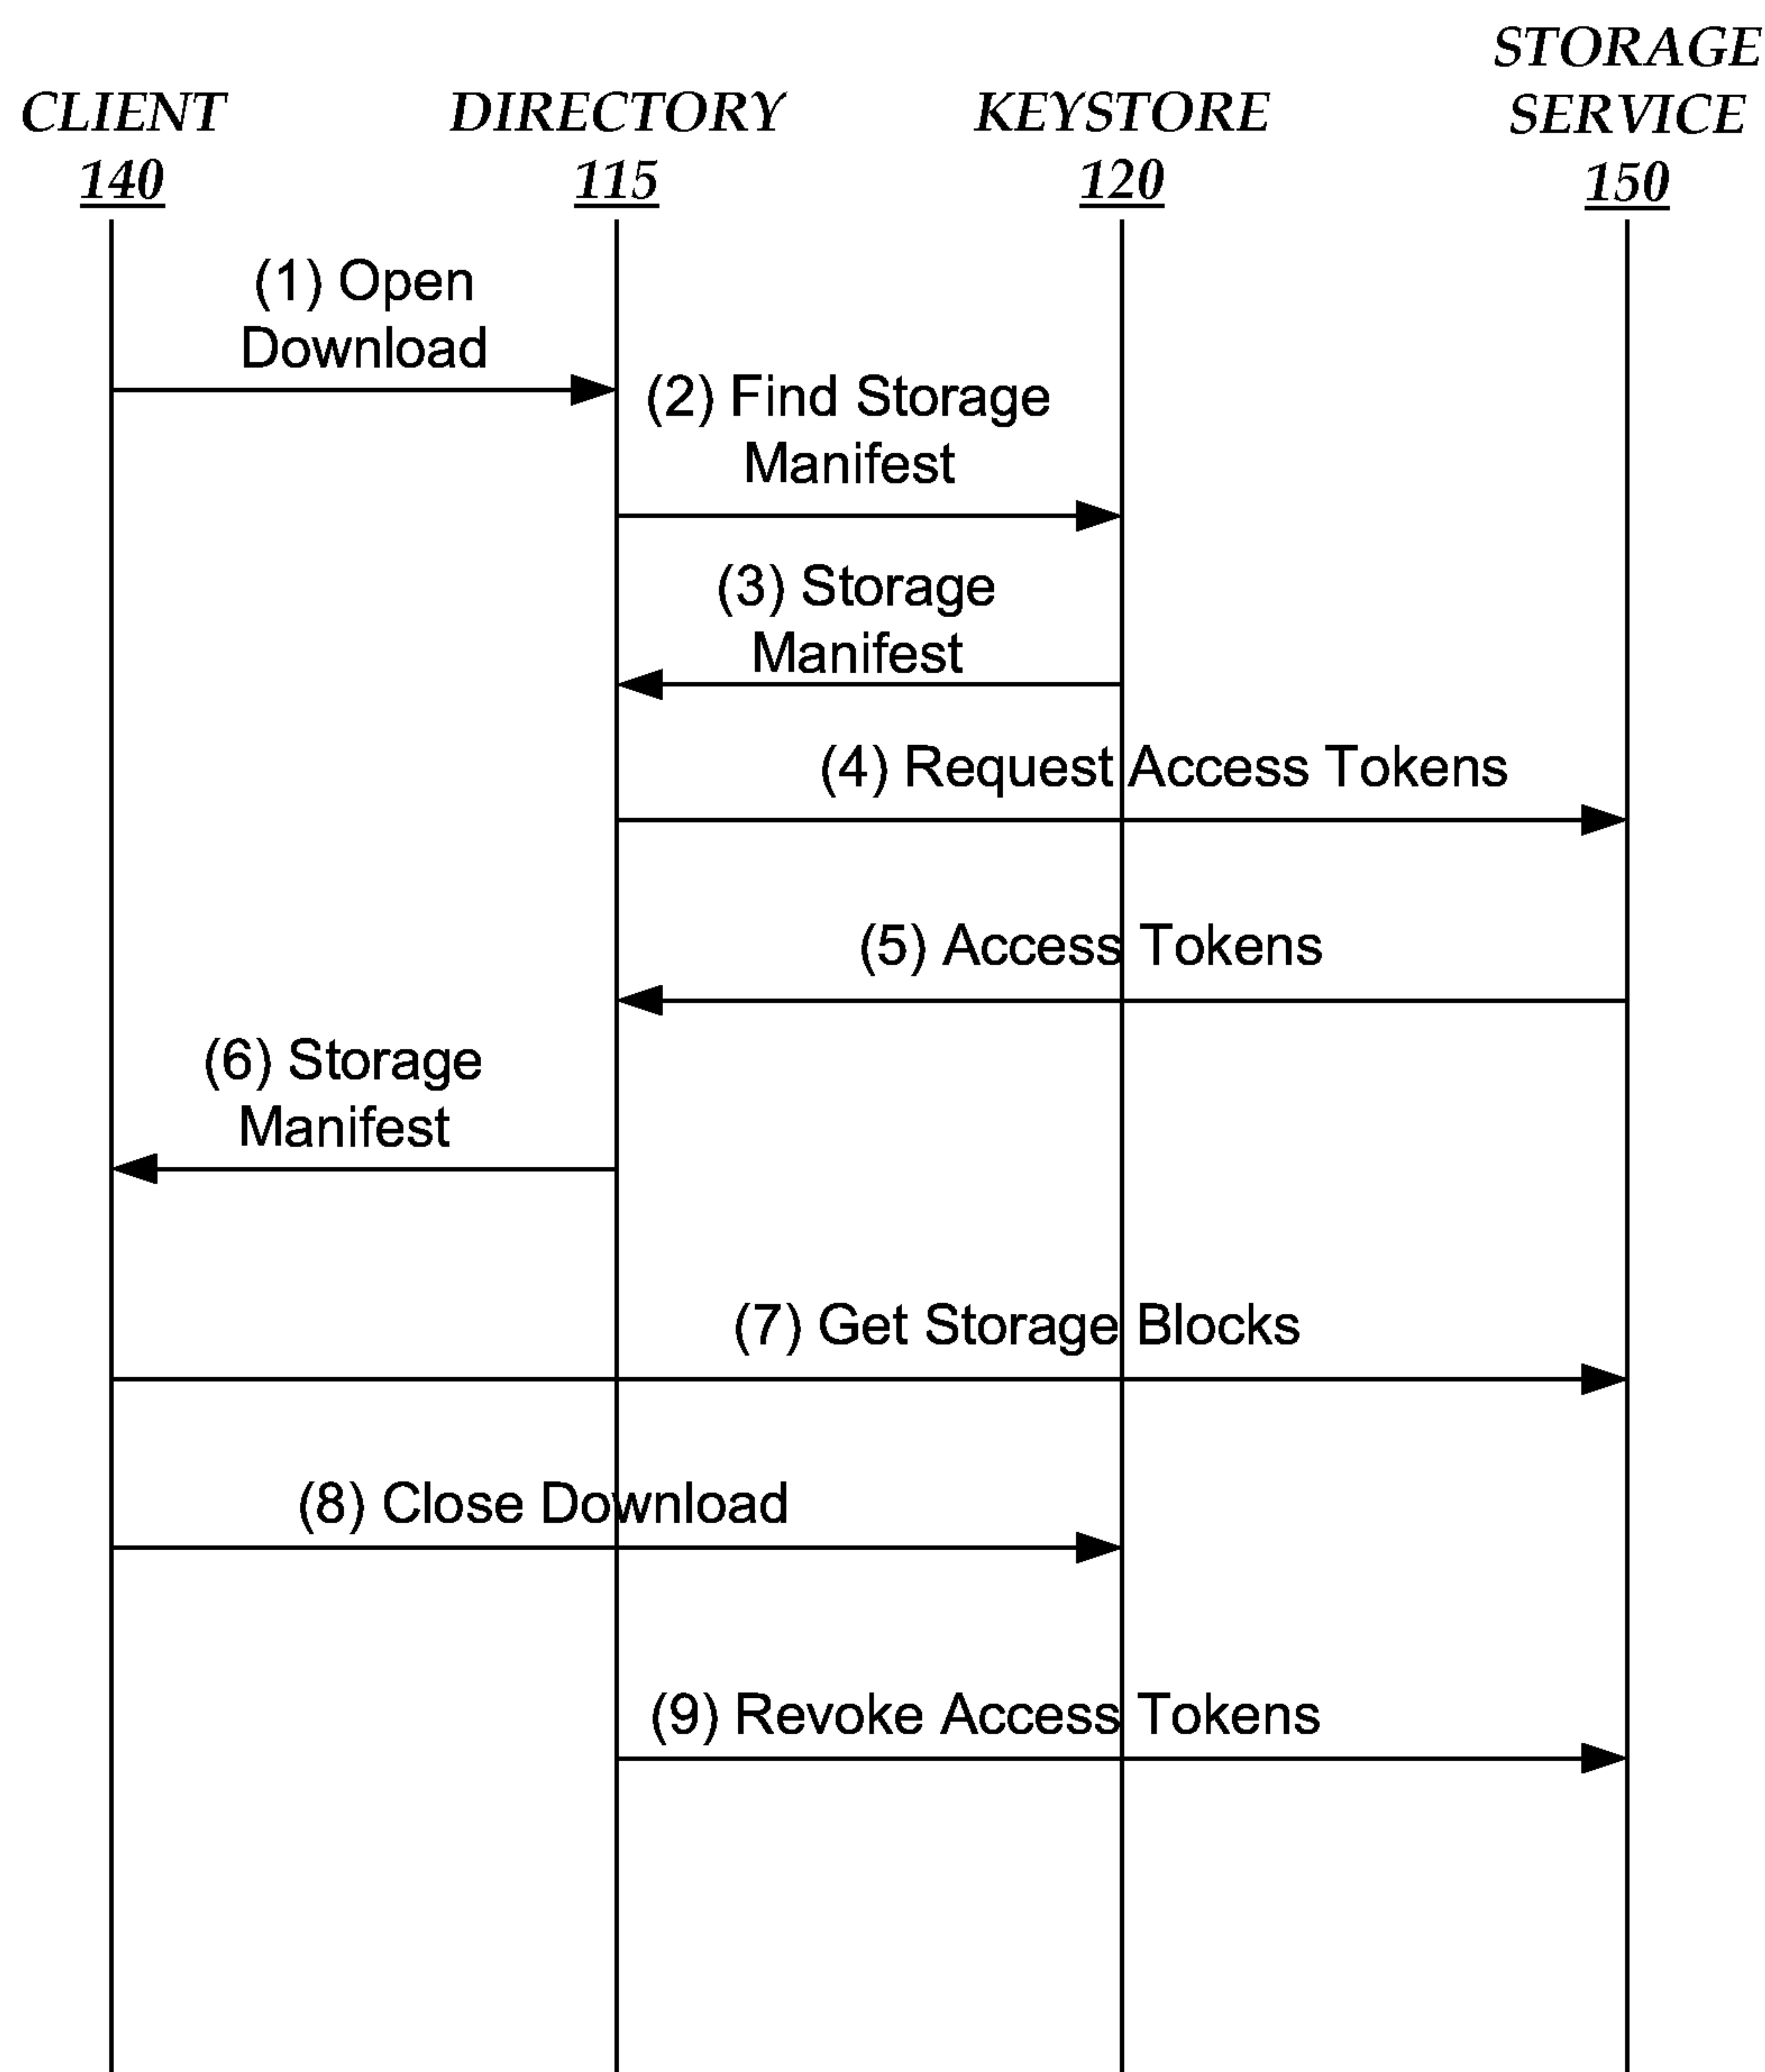 CLIENT
140
DIRECTORY
115
KEYSTORE
120
STORAGE
SERVICE
150
(1) Open
Download
(2) Find Storage
Manifest
(3) Storage
Manifest
(4) Request Access Tokens
(5) Access Tokens
(6) Storage
Manifest
(7) Get Storage Blocks
(8) Close Download
(9) Revoke Access Tokens